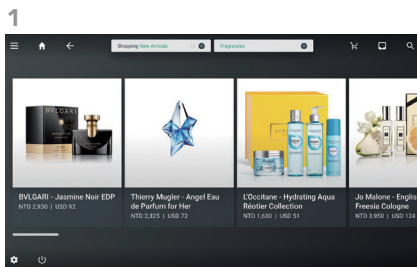 1
Shopping New Arrivals
Fragrances
BVLGARI
BVLGARI - Jasmine Noir EDP
NTD 2,930 | USD 92
Thierry Mugler - Angel Eau
de Parfum for Her
NTD 2,325 | USD 72
L'Occitane - Hydrating Aqua
Réotier Collection
NTD 1,630 | USD 51
Jo Malone - Englis
Freesia Cologne
NTD 3,950 | USD 124